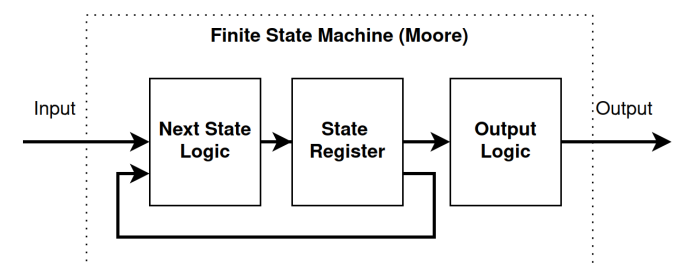 Finite State Machine (Moore)
Input
Next State
Logic
State
Register
Output
Logic
Output